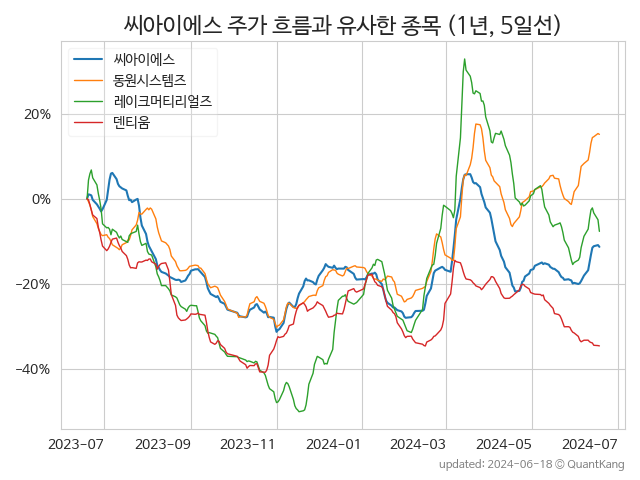 씨아이에스 주가 흐름과 유사한 종목 (1년, 5일선)
씨아이에스
동원시스템즈
레이크머티리얼즈
덴티움
20%
0%
−20%
−40%
2023-07 2023-09 2023-11 2024-01 2024-03 2024-05 2024-07
updated: 2024-06-18 © QuantKang